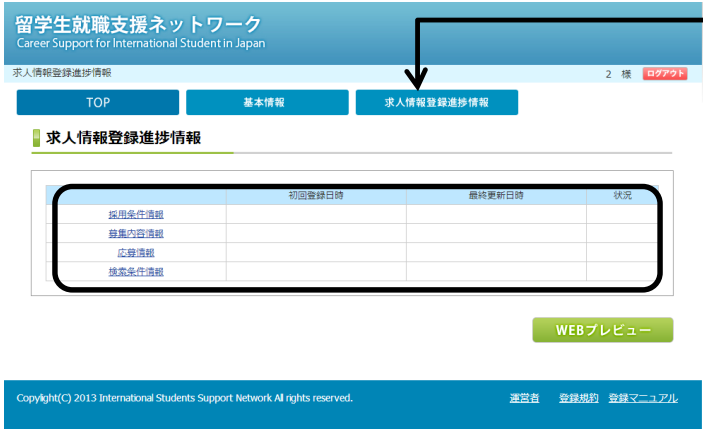 留学生就職支援ネットワーク
Career Support for International Student in Japan
求人情報登録進捗情報 2 様 ログアウト
TOP 基本情報 求人情報登録進捗情報
求人情報登録進捗情報
初回登録日時 最終更新日時 状況
採用条件情報
募集内容情報
応募情報
検索条件情報
WEBプレビュー
Copylight(C) 2013 International Students Support Network All rights reserved. 運営者 登録規約 登録マニュアル